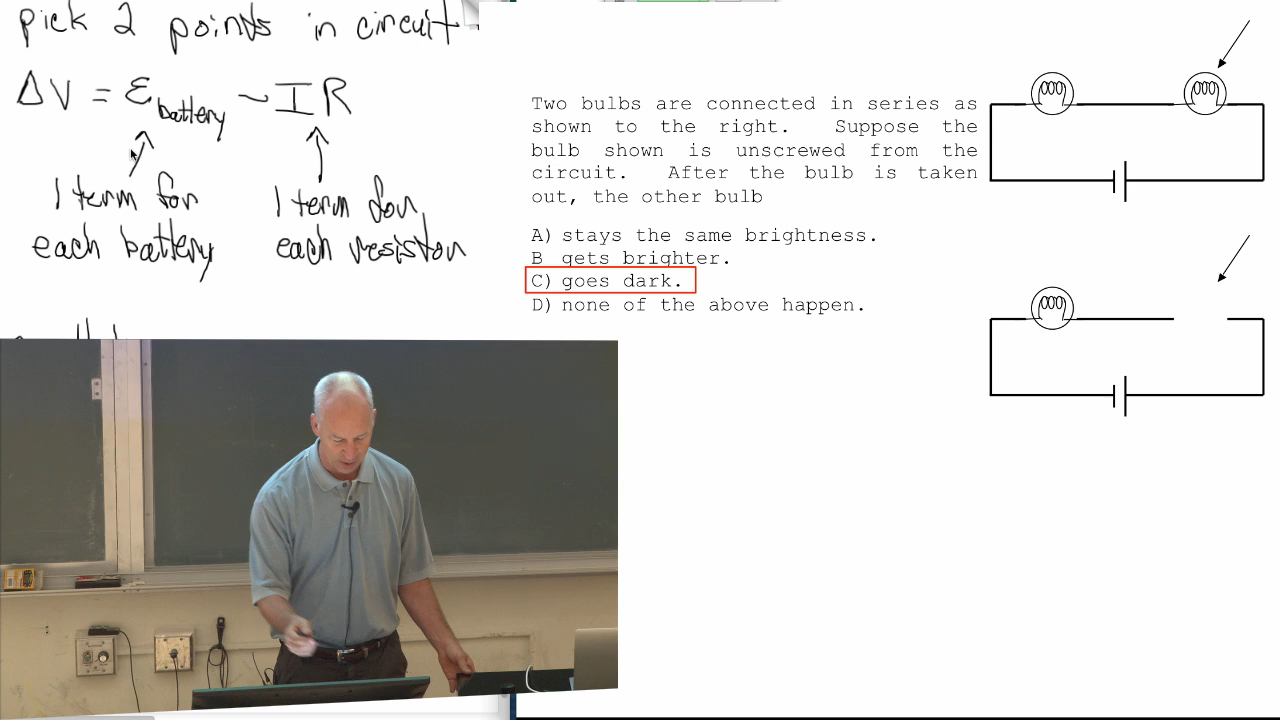 pick 2 points in circuit
ΔV = ε battery - IR
1 term for
each battery
1 term for
each resistor
Two bulbs are connected in series as
shown to the right. Suppose the
bulb shown is unscrewed from the
circuit. After the bulb is taken
out, the other bulb
A) stays the same brightness.
B gets brighter.
C) goes dark.
D) none of the above happen.